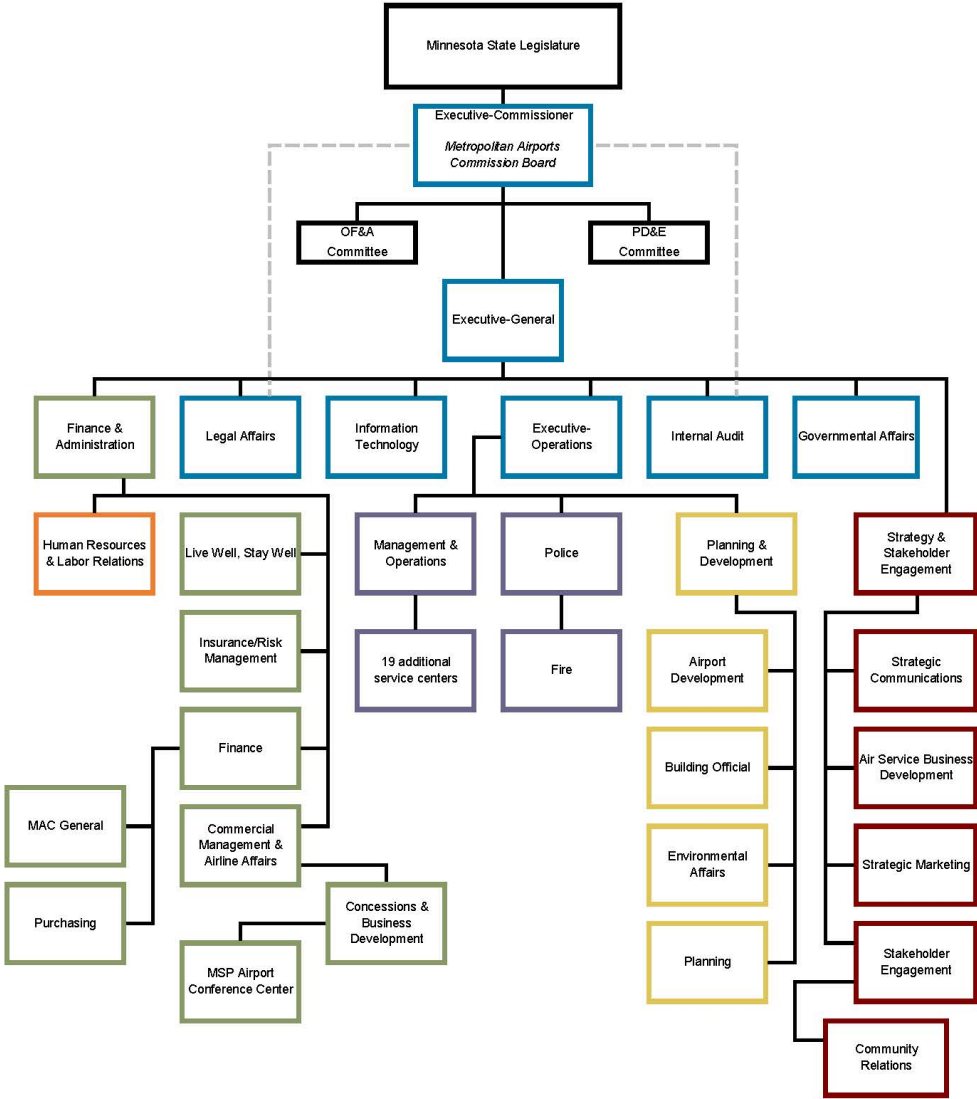 Minnesota State Legislature
Executive-Commissioner
Metropolitan Airports
Commission Board
OF&A
Committee
PD&E
Committee
Executive-General
Finance &
Administration
Legal Affairs
Information
Technology
Executive-
Operations
Internal Audit
Governmental Affairs
Human Resources
& Labor Relations
Live Well, Stay Well
Management &
Operations
Police
Planning &
Development
Strategy &
Stakeholder
Engagement
Insurance/Risk
Management
19 additional
service centers
Fire
Airport
Development
Strategic
Communications
Finance
Building Official
Air Service Business
Development
MAC General
Commercial
Management &
Airline Affairs
Environmental
Affairs
Strategic Marketing
Purchasing
Concessions &
Business
Development
MSP Airport
Conference Center
Planning
Stakeholder
Engagement
Community
Relations